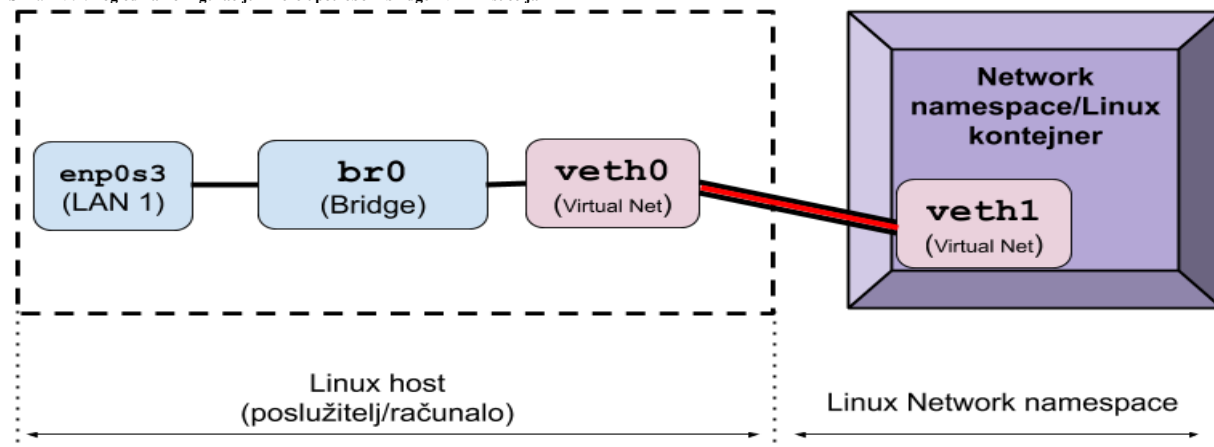 enp0s3
(LAN 1)
br0
(Bridge)
veth0
(Virtual Net)
Network
namespace/Linux
kontejner
veth1
(Virtual Net)
Linux host
(poslužitelj/računalo)
Linux Network namespace